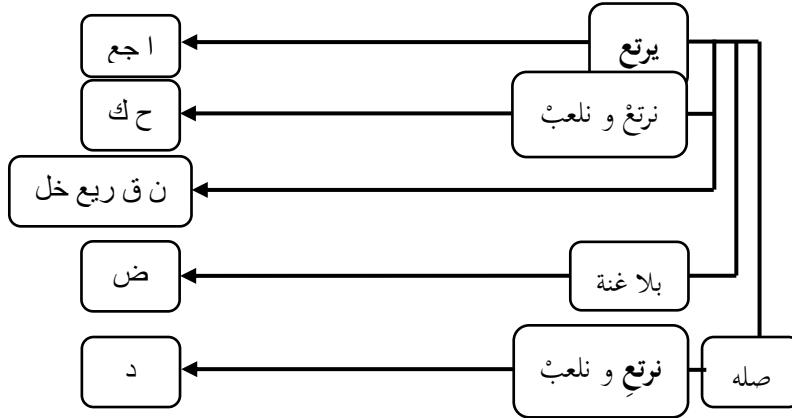 يرتع
ا جع
نرتعْ و نلعبْ
ح ك
ن ق ريع خل
بلا غنة
ض
صله
نرتعِ و نلعبْ
د